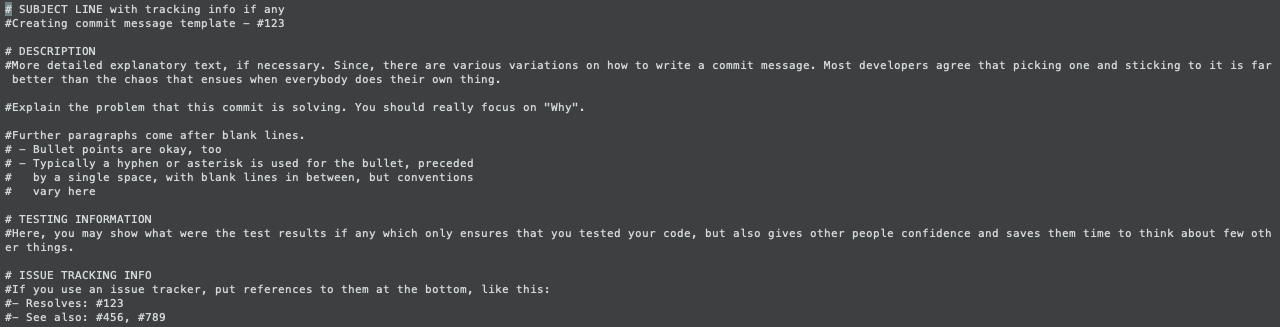 # SUBJECT LINE with tracking info if any
#Creating commit message template – #123
# DESCRIPTION
#More detailed explanatory text, if necessary. Since, there are various variations on how to write a commit message. Most developers agree that picking one and sticking to it is far
better than the chaos that ensues when everybody does their own thing.
#Explain the problem that this commit is solving. You should really focus on "Why".
#Further paragraphs come after blank lines.
# – Bullet points are okay, too
# – Typically a hyphen or asterisk is used for the bullet, preceded
#   by a single space, with blank lines in between, but conventions
#   vary here
# TESTING INFORMATION
#Here, you may show what were the test results if any which only ensures that you tested your code, but also gives other people confidence and saves them time to think about few oth
er things.
# ISSUE TRACKING INFO
#If you use an issue tracker, put references to them at the bottom, like this:
#– Resolves: #123
#– See also: #456, #789